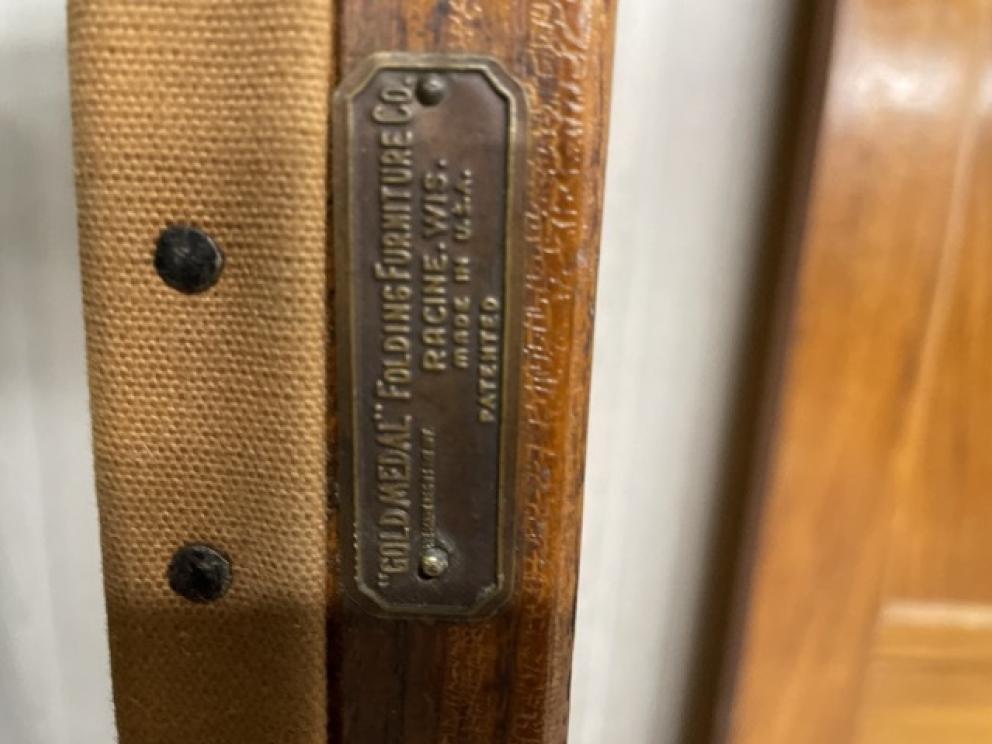 "GOLD MEDAL" FOLDING FURNITURE CO.
RACINE. WIS.
MADE IN U.S.A.
PATENTED